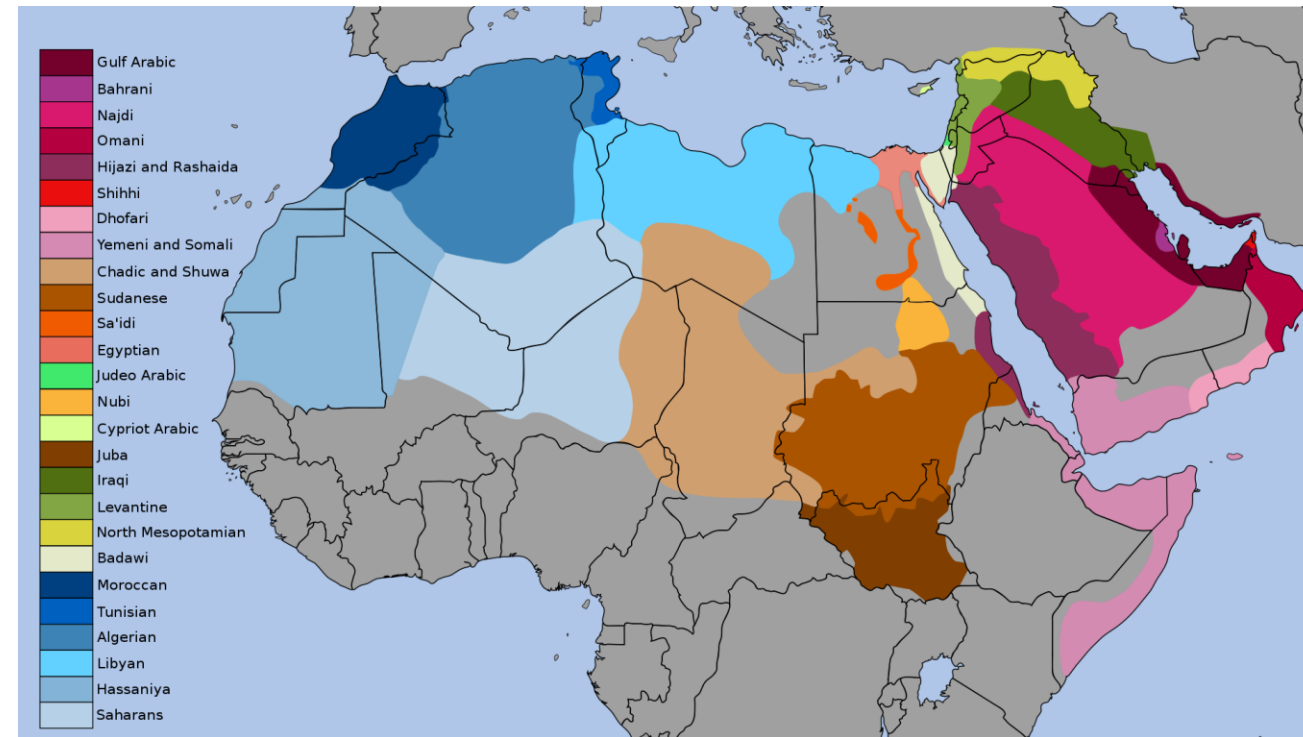 Gulf Arabic
Bahrani
Najdi
Omani
Hijazi and Rashaida
Shihhi
Dhofari
Yemeni and Somali
Chadic and Shuwa
Sudanese
Sa'idi
Egyptian
Judeo Arabic
Nubi
Cypriot Arabic
Juba
Iraqi
Levantine
North Mesopotamian
Badawi
Moroccan
Tunisian
Algerian
Libyan
Hassaniya
Saharans